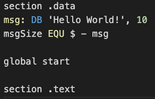 section .data
msg: DB 'Hello World!', 10
msgSize EQU $ - msg
global start
section .text